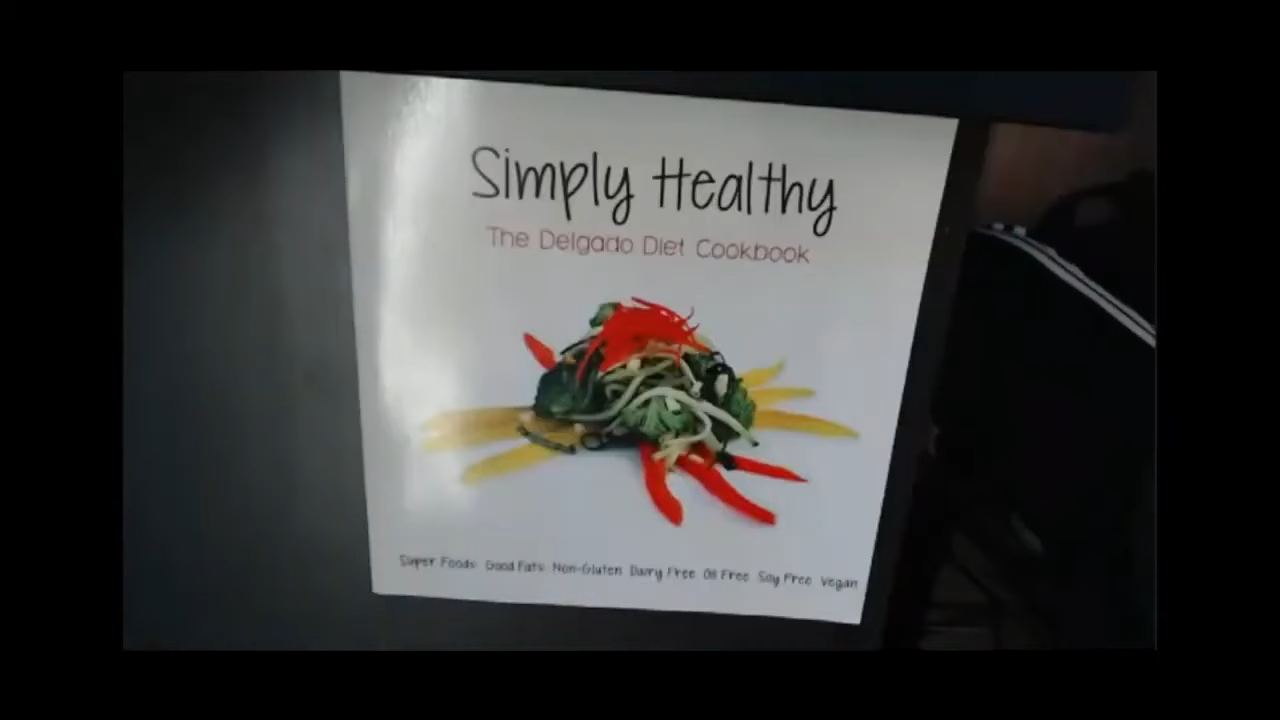 Simply Healthy
The Delgado Diet Cookbook
Super Foods Good Fats Non-Gluten Dairy Free Oil Free Soy Free Vegan